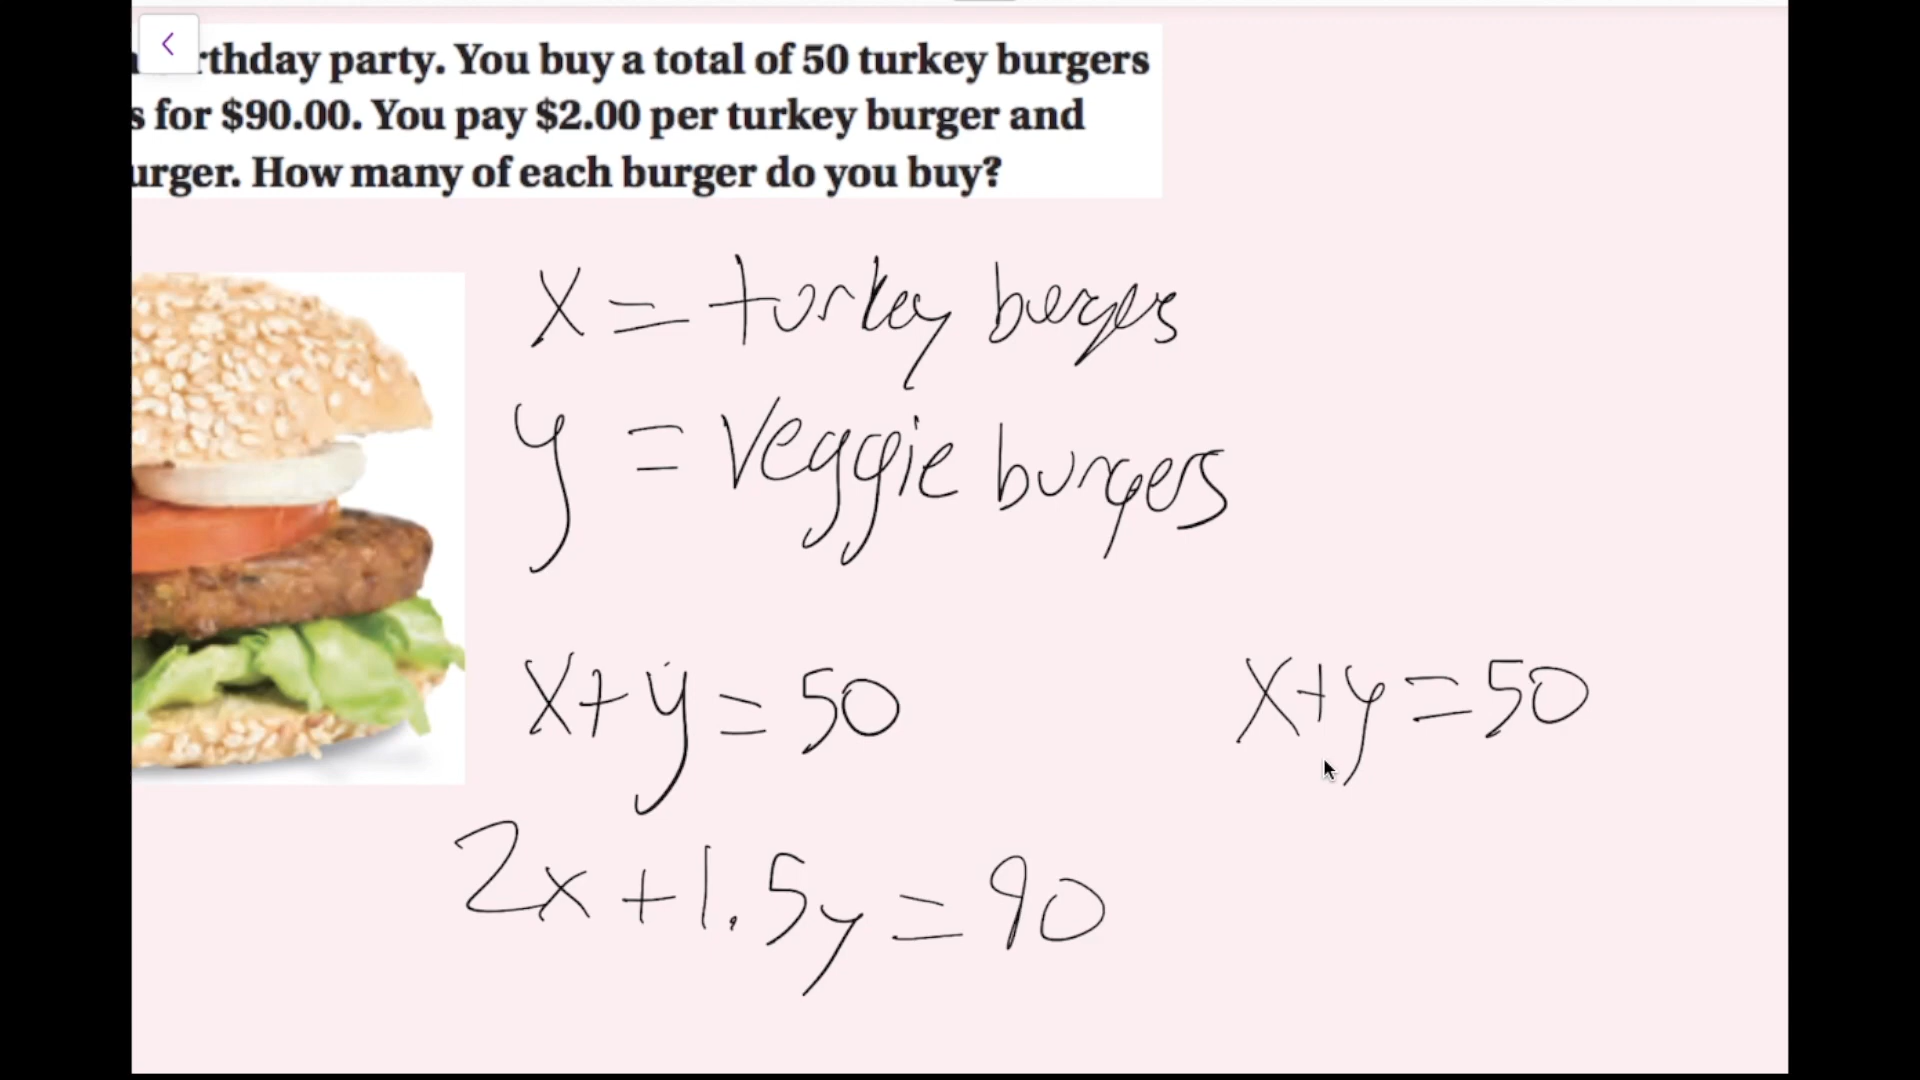 rthday party. You buy a total of 50 turkey burgers
s for $90.00. You pay $2.00 per turkey burger and
urger. How many of each burger do you buy?
x = turkey burgers
y = Veggie burgers
x+y=50
x+y=50
2x+1.5y=90